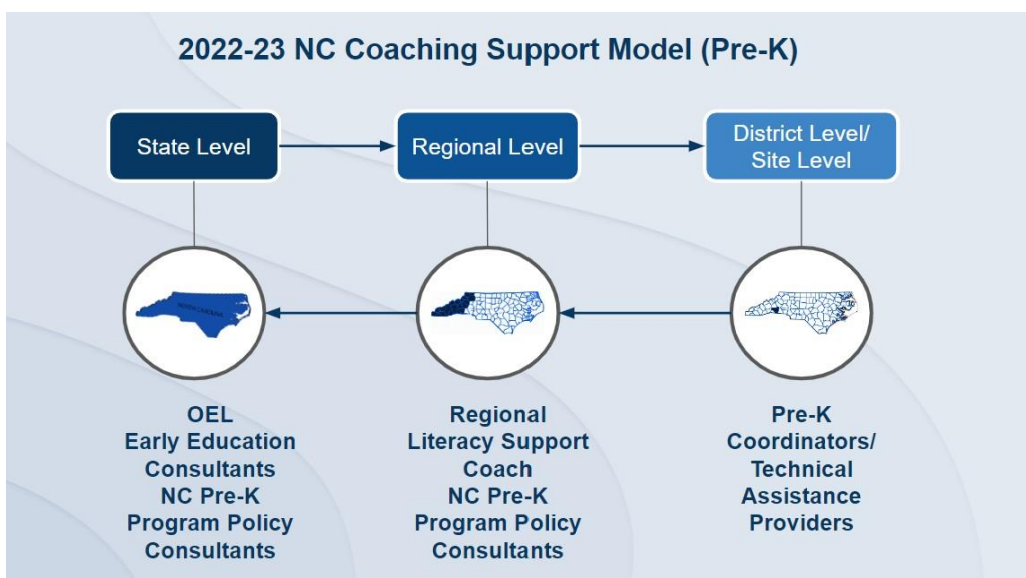 2022-23 NC Coaching Support Model (Pre-K)
State Level
Regional Level
District Level/
Site Level
NORTH CAROLINA
OEL
Early Education
Consultants
NC Pre-K
Program Policy
Consultants
Regional
Literacy Support
Coach
NC Pre-K
Program Policy
Consultants
Pre-K
Coordinators/
Technical
Assistance
Providers